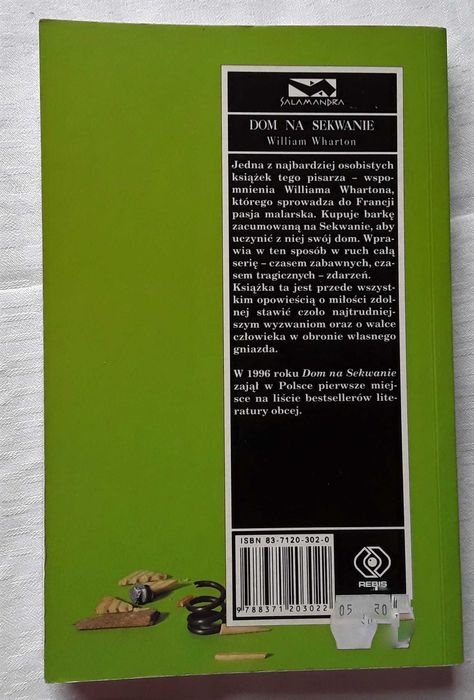 SALAMANDRA
DOM NA SEKWANIE
William Wharton
Jedna z najbardziej osobistych
książek tego pisarza – wspo-
mnienia Williama Whartona,
którego sprowadza do Francji
pasja malarska. Kupuje barkę
zacumowaną na Sekwanie, aby
uczynić z niej swój dom. Wpra-
wia w ten sposób w ruch całą
serię – czasem zabawnych, cza-
sem tragicznych – zdarzeń.
Książka ta jest przede wszyst-
kim opowieścią o miłości zdol-
nej stawić czoło najtrudniej-
szym wyzwaniom oraz o walce
człowieka w obronie własnego
gniazda.
W 1996 roku Dom na Sekwanie
zajął w Polsce pierwsze miej-
sce na liście bestsellerów lite-
ratury obcej.
ISBN 83-7120-302-0
9 788371 203022
REBIS
05 20